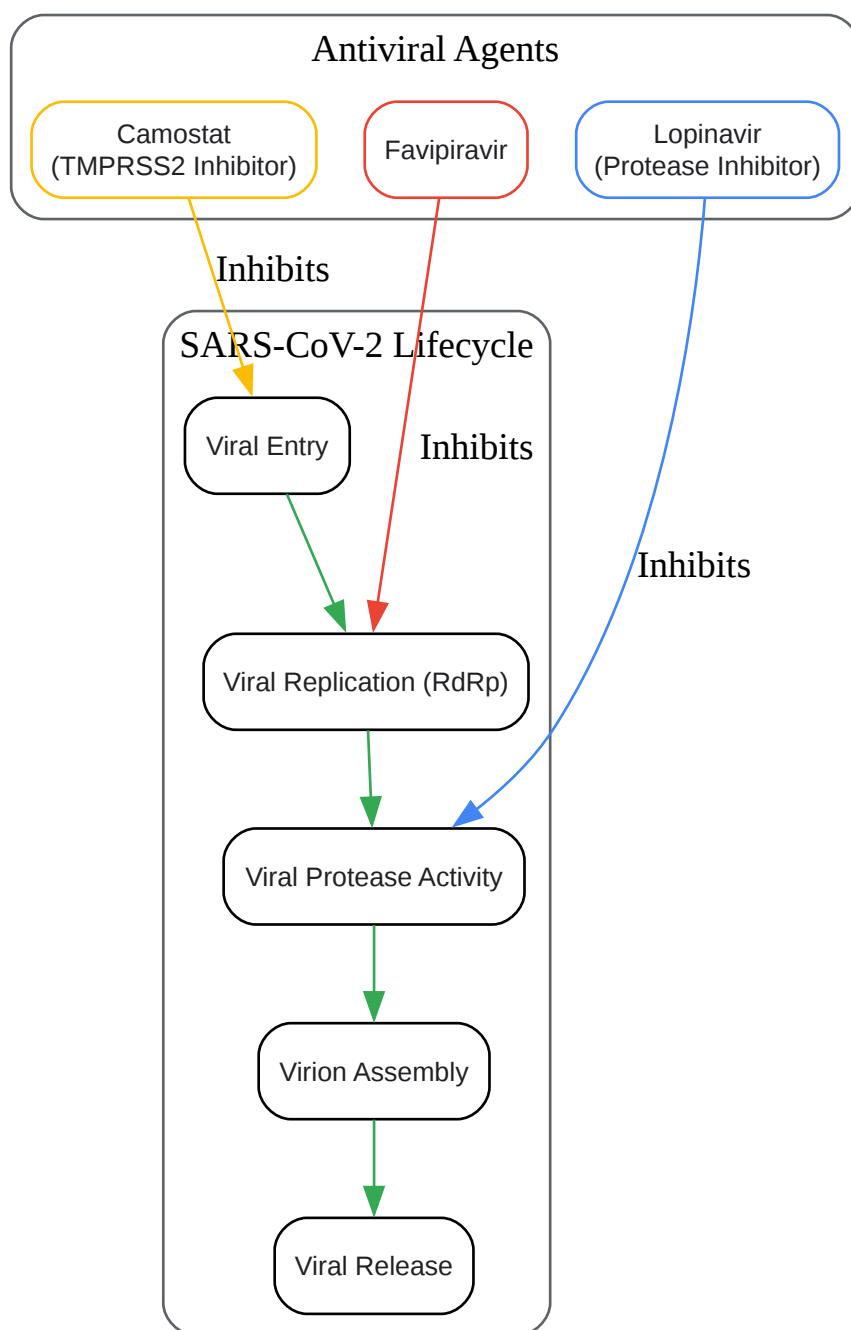 Antiviral Agents
Camostat
(TMPRSS2 Inhibitor)
Favipiravir
Lopinavir
(Protease Inhibitor)
Inhibits
SARS-CoV-2 Lifecycle
Viral Entry
Inhibits
Inhibits
Viral Replication (RdRp)
Viral Protease Activity
Virion Assembly
Viral Release